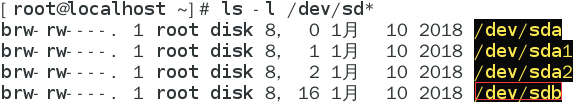 [root@localhost ~]# ls -l /dev/sd*
brw-rw----. 1 root disk 8,  0 1月  10 2018 /dev/sda
brw-rw----. 1 root disk 8,  1 1月  10 2018 /dev/sda1
brw-rw----. 1 root disk 8,  2 1月  10 2018 /dev/sda2
brw-rw----. 1 root disk 8, 16 1月  10 2018 /dev/sdb